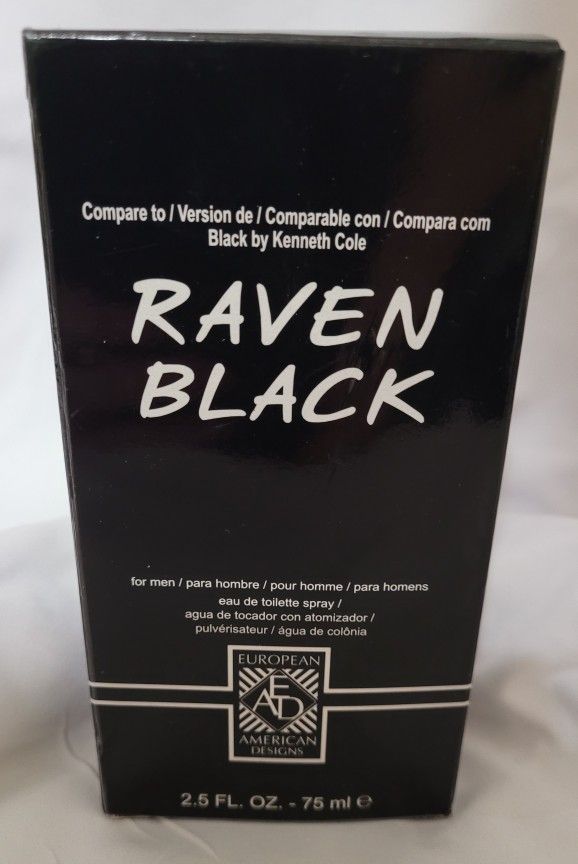 Compare to / Version de / Comparable con / Compara com
Black by Kenneth Cole
RAVEN
BLACK
for men / para hombre / pour homme / para homens
eau de toilette spray /
agua de tocador con atomizador /
pulvérisateur / água de colônia
EUROPEAN
EAD
AMERICAN
DESIGNS
2.5 FL. OZ. - 75 ml ℮